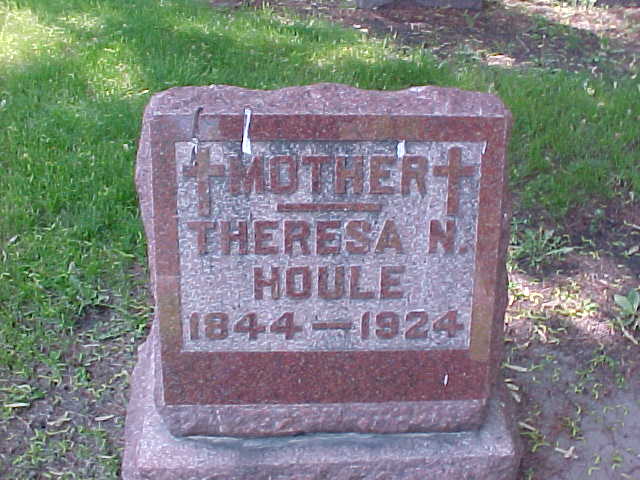 MOTHER
THERESA N.
HOULE
1844—1924